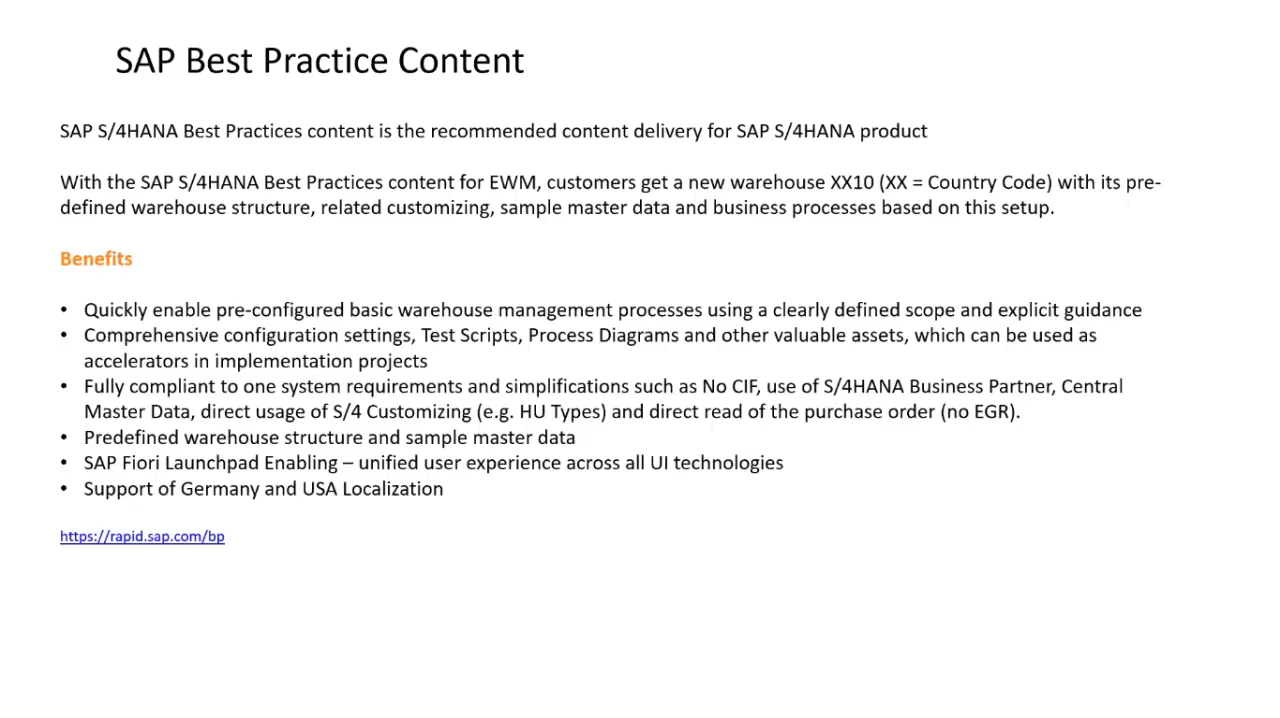 SAP Best Practice Content
SAP S/4HANA Best Practices content is the recommended content delivery for SAP S/4HANA product
With the SAP S/4HANA Best Practices content for EWM, customers get a new warehouse XX10 (XX = Country Code) with its pre-
defined warehouse structure, related customizing, sample master data and business processes based on this setup.
Benefits
• Quickly enable pre-configured basic warehouse management processes using a clearly defined scope and explicit guidance
• Comprehensive configuration settings, Test Scripts, Process Diagrams and other valuable assets, which can be used as
accelerators in implementation projects
• Fully compliant to one system requirements and simplifications such as No CIF, use of S/4HANA Business Partner, Central
Master Data, direct usage of S/4 Customizing (e.g. HU Types) and direct read of the purchase order (no EGR).
• Predefined warehouse structure and sample master data
• SAP Fiori Launchpad Enabling – unified user experience across all UI technologies
• Support of Germany and USA Localization
https://rapid.sap.com/bp